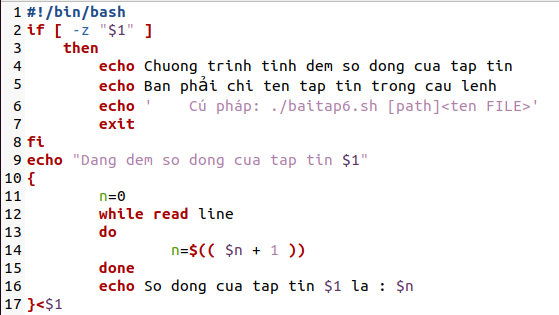 1 #!/bin/bash
2 if [ -z "$1" ]
3     then
4         echo Chuong trinh tinh dem so dong cua tap tin
5         echo Ban phải chi ten tap tin trong cau lenh
6         echo '    Cú pháp: ./baitap6.sh [path]<ten FILE>'
7         exit
8 fi
9 echo "Dang dem so dong cua tap tin $1"
10 {
11         n=0
12         while read line
13         do
14                 n=$(( $n + 1 ))
15         done
16         echo So dong cua tap tin $1 la : $n
17 }<$1